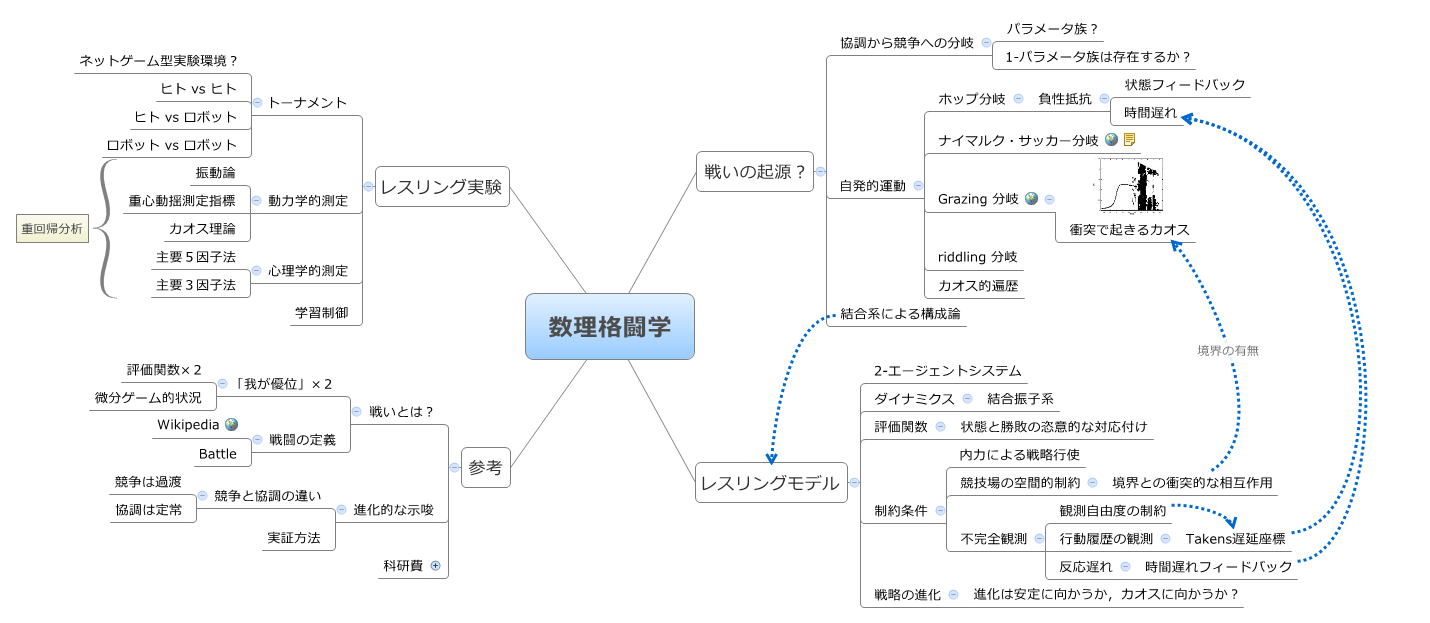 数理格闘学
戦いの起源？
協調から競争への分岐
パラメータ族？
1-パラメータ族は存在するか？
自発的運動
ホップ分岐
負性抵抗
状態フィードバック
時間遅れ
ナイマルク・サッカー分岐
Grazing 分岐
衝突で起きるカオス
riddling 分岐
カオス的遍歴
結合系による構成論
境界の有無
レスリングモデル
2-エージェントシステム
ダイナミクス
結合振子系
評価関数
状態と勝敗の恣意的な対応付け
制約条件
内力による戦略行使
競技場の空間的制約
境界との衝突的な相互作用
不完全観測
観測自由度の制約
行動履歴の観測
Takens遅延座標
反応遅れ
時間遅れフィードバック
戦略の進化
進化は安定に向かうか，カオスに向かうか？
レスリング実験
トーナメント
ネットゲーム型実験環境？
ヒト vs ヒト
ヒト vs ロボット
ロボット vs ロボット
動力学的測定
振動論
重心動揺測定指標
カオス理論
心理学的測定
主要５因子法
主要３因子法
重回帰分析
学習制御
参考
戦いとは？
「我が優位」×２
評価関数×２
微分ゲーム的状況
戦闘の定義
Wikipedia
Battle
進化的な示唆
競争と協調の違い
競争は過渡
協調は定常
実証方法
科研費